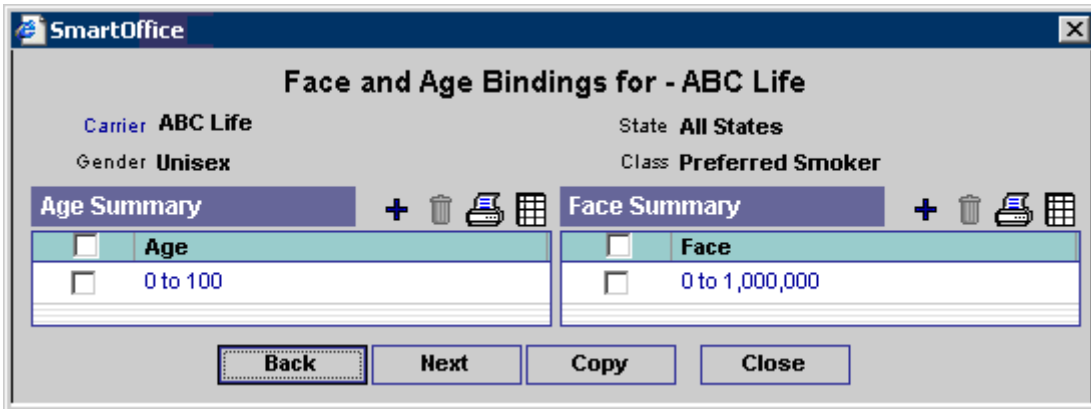 SmartOffice
Face and Age Bindings for - ABC Life
Carrier ABC Life State All States
Gender Unisex Class Preferred Smoker
Age Summary Face Summary
Age Face
0 to 100 0 to 1,000,000
Back Next Copy Close